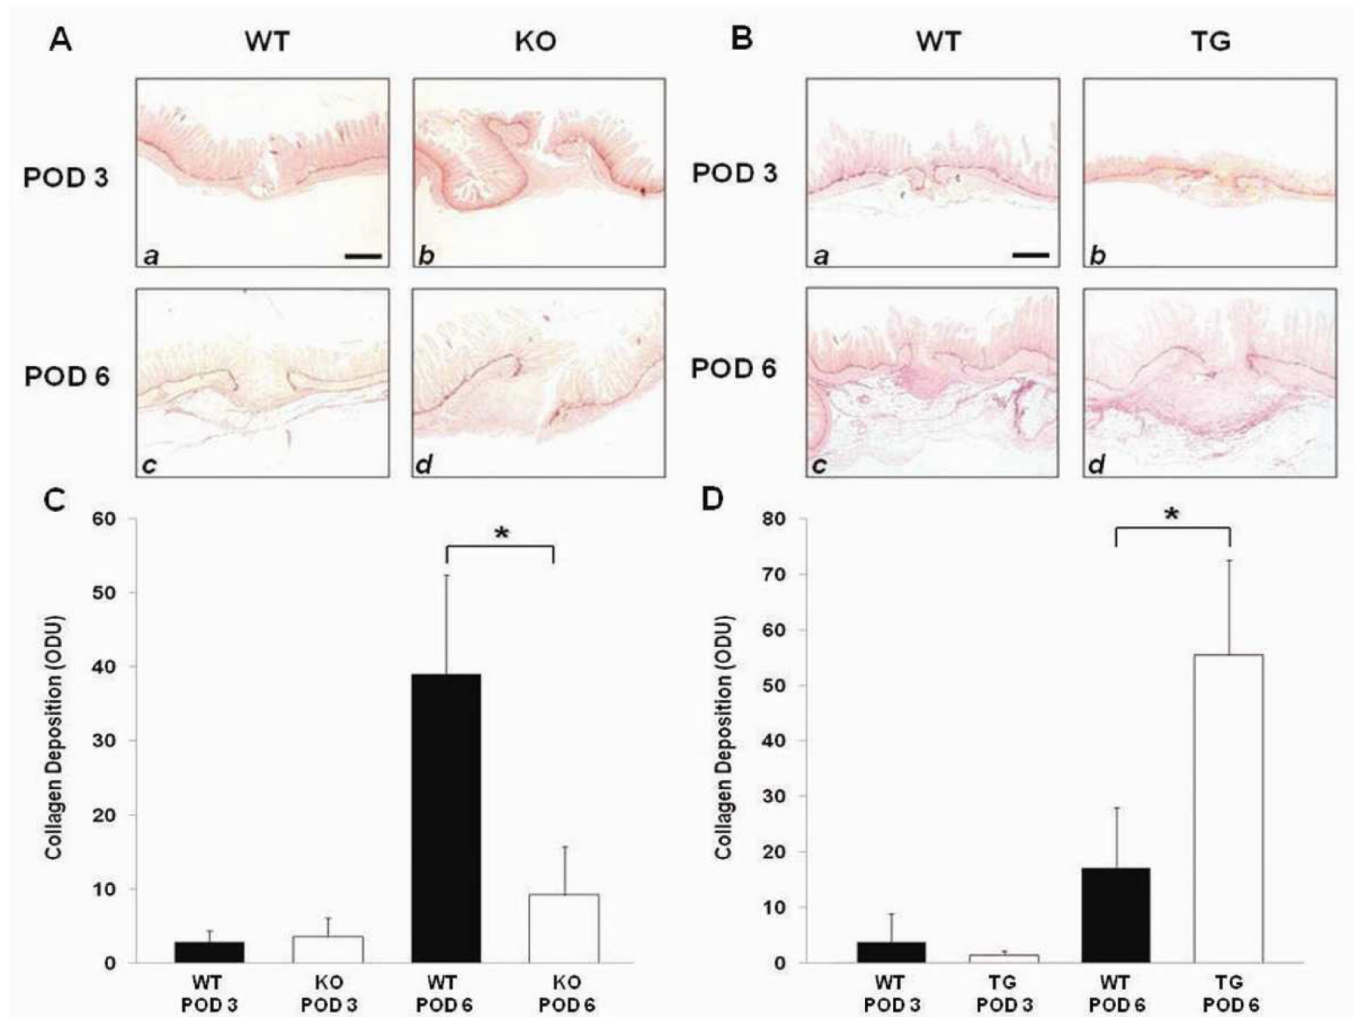 A
WT
KO
POD 3
a
b
POD 6
c
d
B
WT
TG
POD 3
a
b
POD 6
c
d
C
Collagen Deposition (ODU)
60
50
40
30
20
10
0
*
WT
POD 3
KO
POD 3
WT
POD 6
KO
POD 6
D
Collagen Deposition (ODU)
80
70
60
50
40
30
20
10
0
*
WT
POD 3
TG
POD 3
WT
POD 6
TG
POD 6